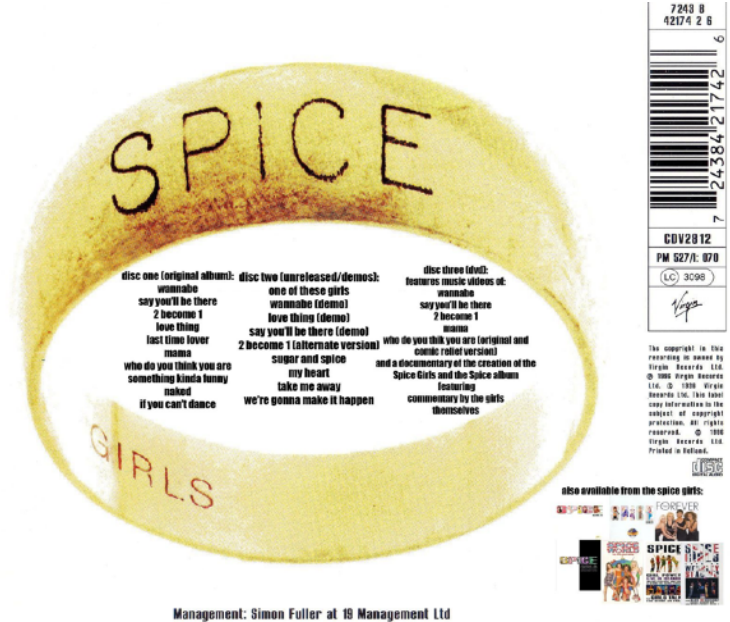 SPICE
disc one (original album):
wannabe
say you'll be there
2 become 1
love thing
last time lover
mama
who do you think you are
something kinda funny
naked
if you can't dance
disc two (unreleased/demos):
one of these girls
wannabe (demo)
love thing (demo)
say you'll be there (demo)
2 become 1 (alternate version)
sugar and spice
my heart
take me away
we're gonna make it happen
disc three (dvd):
features music videos of:
wannabe
say you'll be there
2 become 1
mama
who do you thik you are (original and
comic relief version)
and a documentary of the creation of the
Spice Girls and the Spice album
featuring
commentary by the girls
themselves
GIRLS
Management: Simon Fuller at 19 Management Ltd
7243 8
42174 2 6
7 24384 21742 6
CDV2812
PM 527/F: 070
LC 3098
Virgin
The copyright in this
recording is owned by
Virgin Records Ltd.
℗ 1996 Virgin Records
Ltd. © 1996 Virgin
Records Ltd. This label
copy information is the
subject of copyright
protection. All rights
reserved. © 1996
Virgin Records Ltd.
Printed in Holland.
COMPACT
disc
DIGITAL AUDIO
also available from the spice girls:
FOREVER
SPICE
SPICE
WORLD
SPICE
SPICE